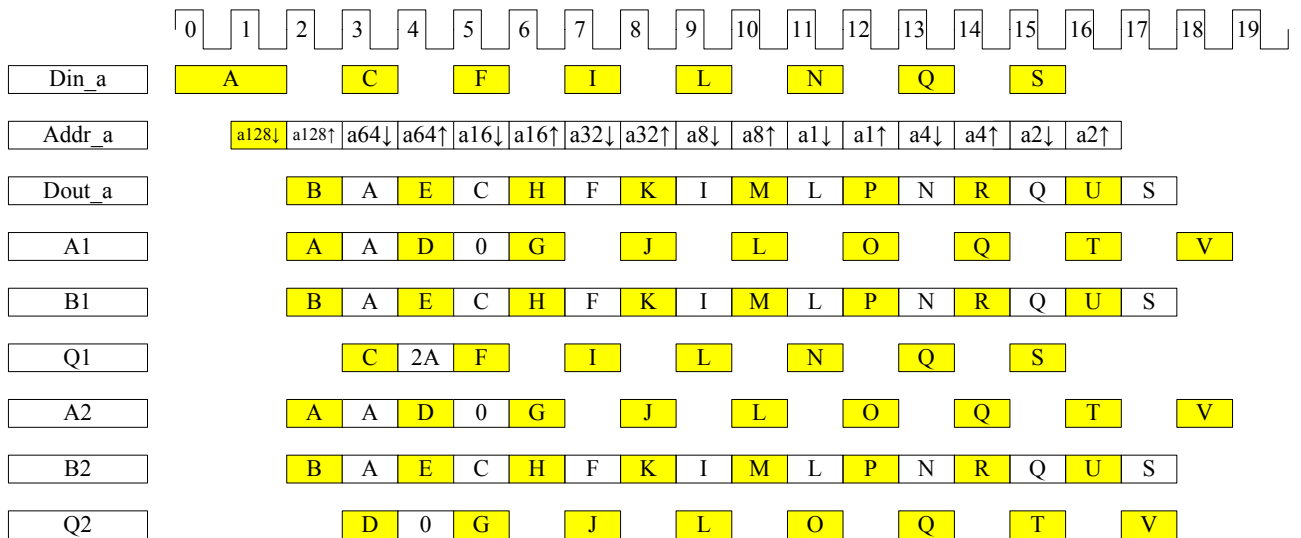 0 1 2 3 4 5 6 7 8 9 10 11 12 13 14 15 16 17 18 19
Din_a A C F I L N Q S
Addr_a a128↓ a128↑ a64↓ a64↑ a16↓ a16↑ a32↓ a32↑ a8↓ a8↑ a1↓ a1↑ a4↓ a4↑ a2↓ a2↑
Dout_a B A E C H F K I M L P N R Q U S
A1 A A D 0 G J L O Q T V
B1 B A E C H F K I M L P N R Q U S
Q1 C 2A F I L N Q S
A2 A A D 0 G J L O Q T V
B2 B A E C H F K I M L P N R Q U S
Q2 D 0 G J L O Q T V